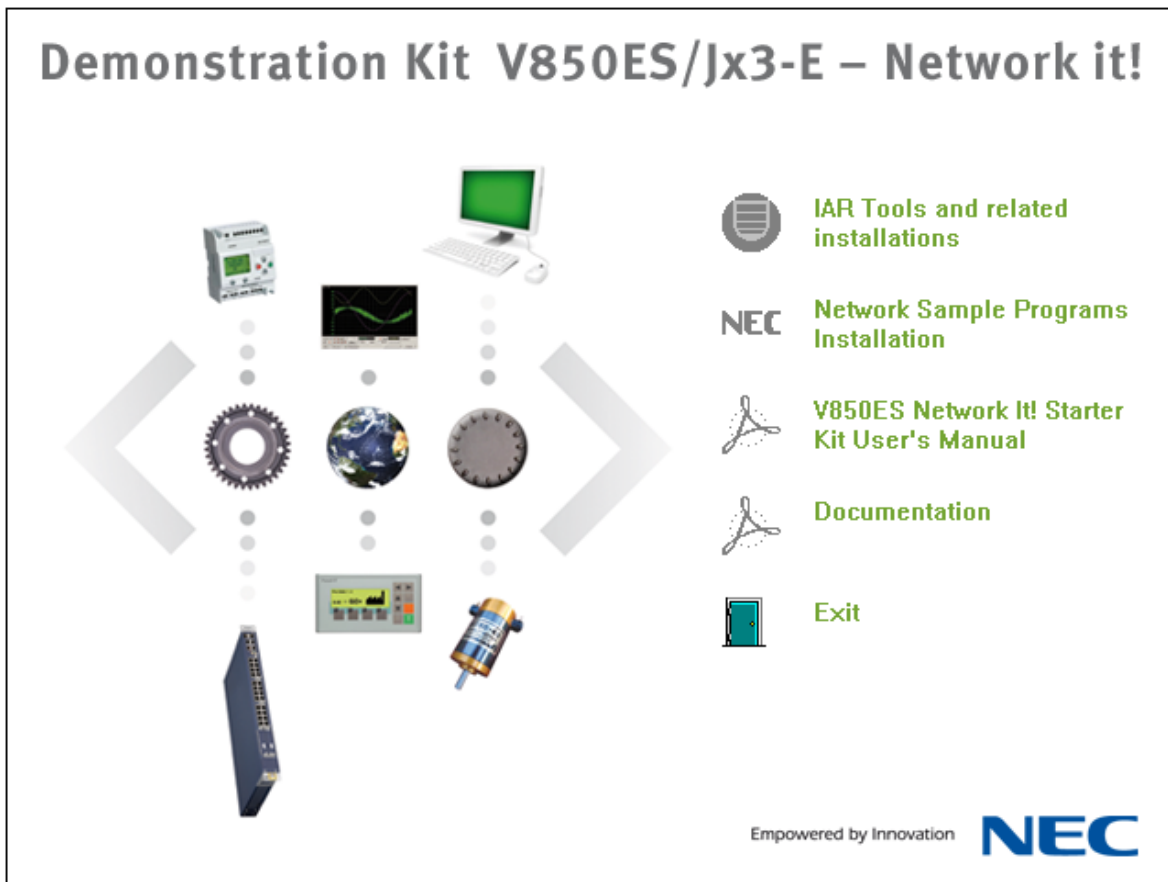 Demonstration Kit V850ES/Jx3-E – Network it!
IAR Tools and related
installations
NEC
Network Sample Programs
Installation
V850ES Network It! Starter
Kit User's Manual
Documentation
Exit
Empowered by Innovation
NEC